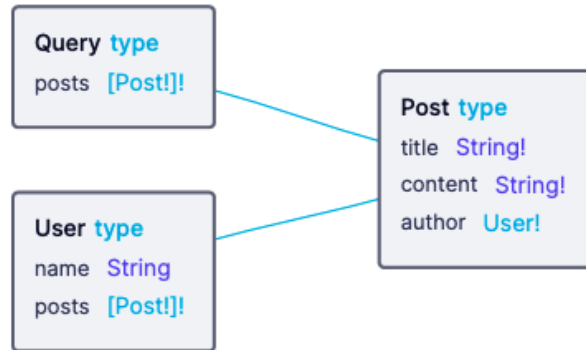 Query type
posts [Post!]!
User type
name String
posts [Post!]!
Post type
title String!
content String!
author User!